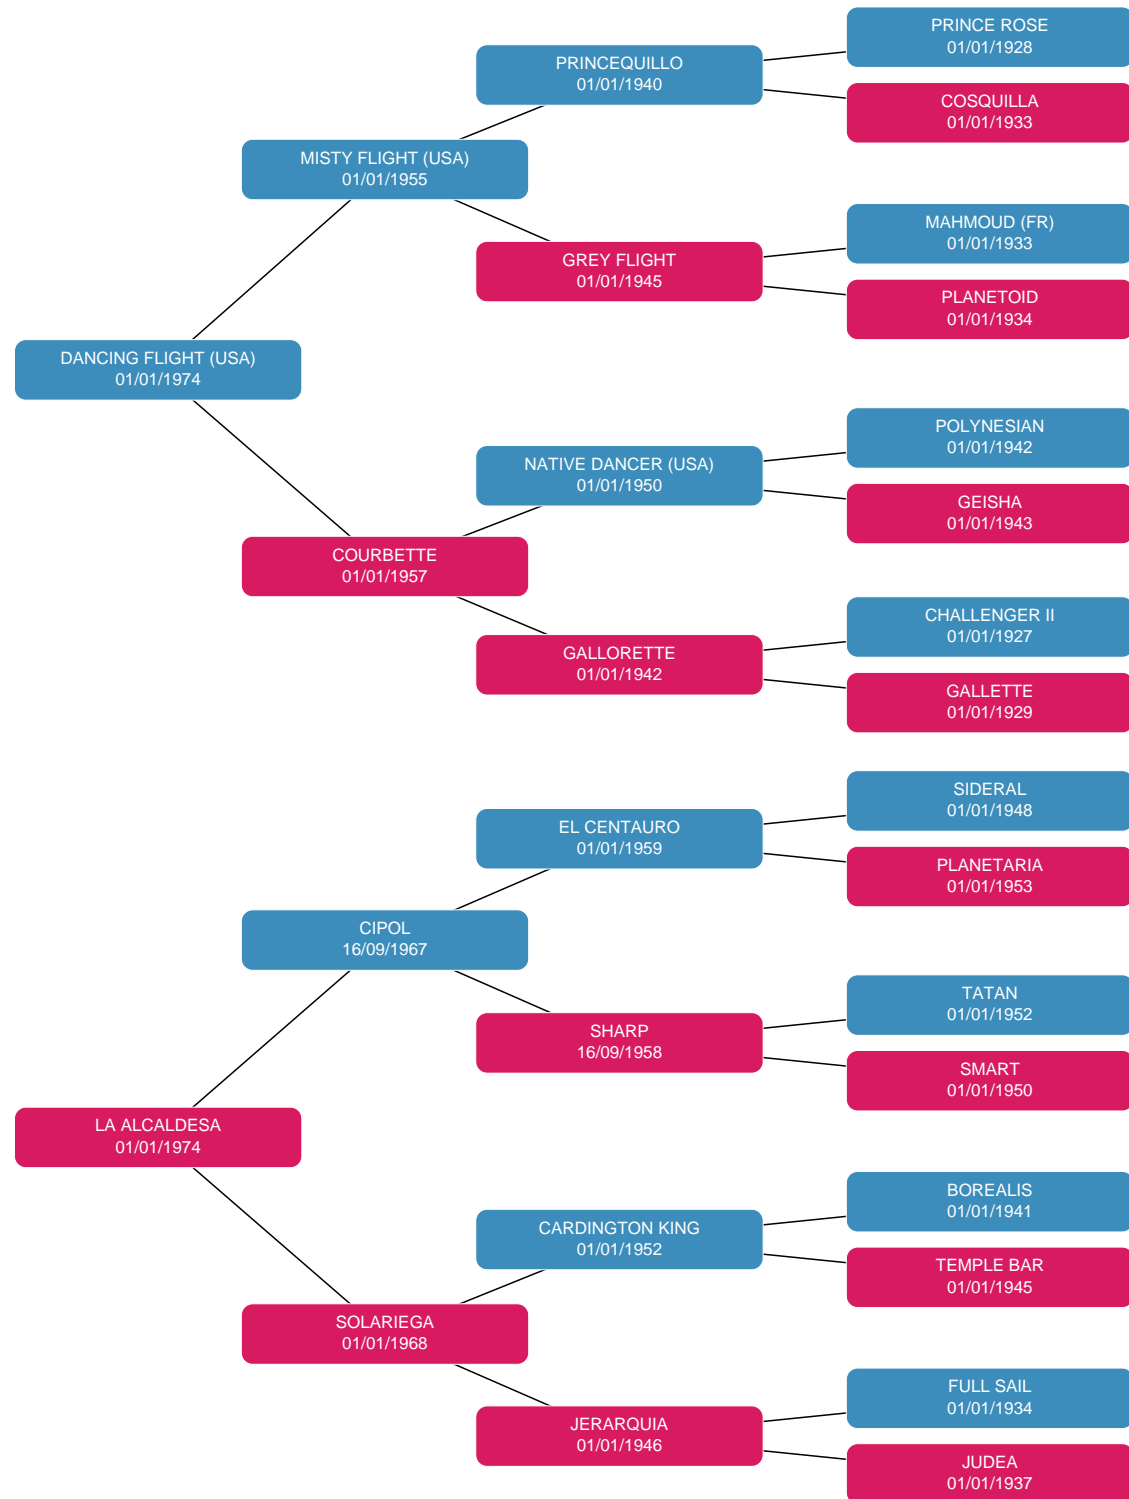 PRINCE ROSE
01/01/1928
PRINCEQUILLO
01/01/1940
COSQUILLA
01/01/1933
MISTY FLIGHT (USA)
01/01/1955
MAHMOUD (FR)
01/01/1933
GREY FLIGHT
01/01/1945
PLANETOID
01/01/1934
DANCING FLIGHT (USA)
01/01/1974
POLYNESIAN
01/01/1942
NATIVE DANCER (USA)
01/01/1950
GEISHA
01/01/1943
COURBETTE
01/01/1957
CHALLENGER II
01/01/1927
GALLORETTE
01/01/1942
GALLETTE
01/01/1929
SIDERAL
01/01/1948
EL CENTAURO
01/01/1959
PLANETARIA
01/01/1953
CIPOL
16/09/1967
TATAN
01/01/1952
SHARP
16/09/1958
SMART
01/01/1950
LA ALCALDESA
01/01/1974
BOREALIS
01/01/1941
CARDINGTON KING
01/01/1952
TEMPLE BAR
01/01/1945
SOLARIEGA
01/01/1968
FULL SAIL
01/01/1934
JERARQUIA
01/01/1946
JUDEA
01/01/1937